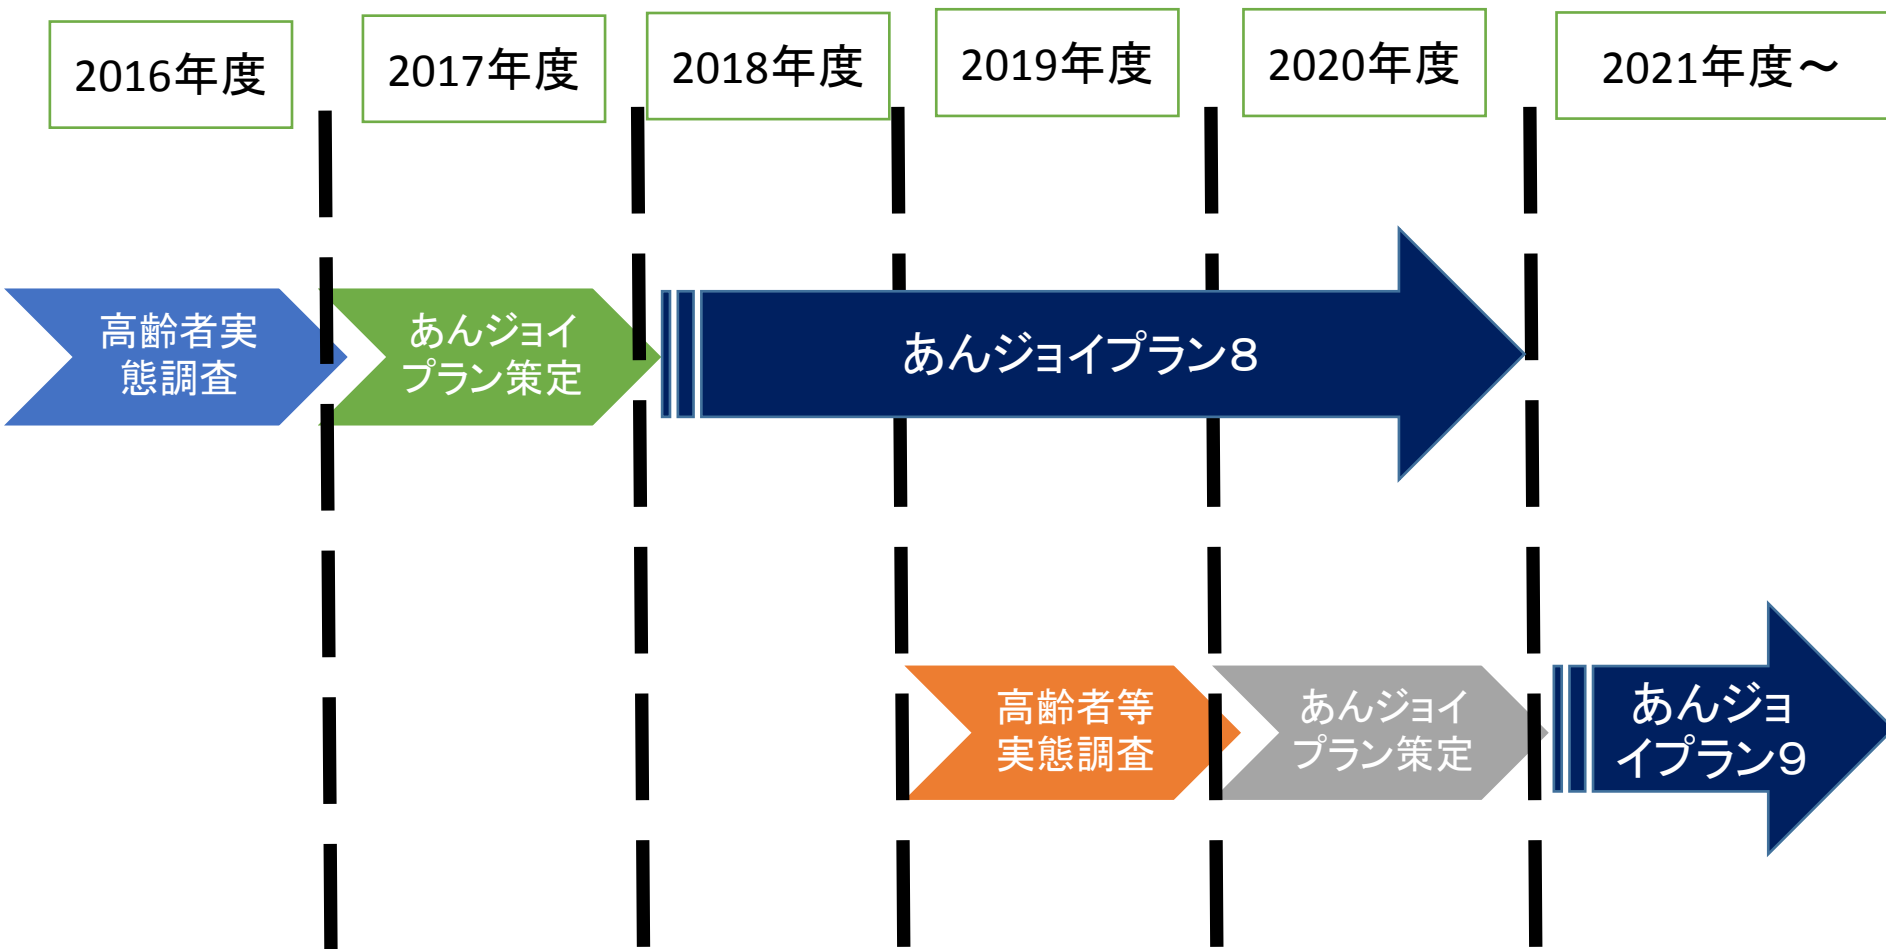 2016年度
2017年度
2018年度
2019年度
2020年度
2021年度～
高齢者実
態調査
あんジョイ
プラン策定
あんジョイプラン８
高齢者等
実態調査
あんジョイ
プラン策定
あんジョ
イプラン９